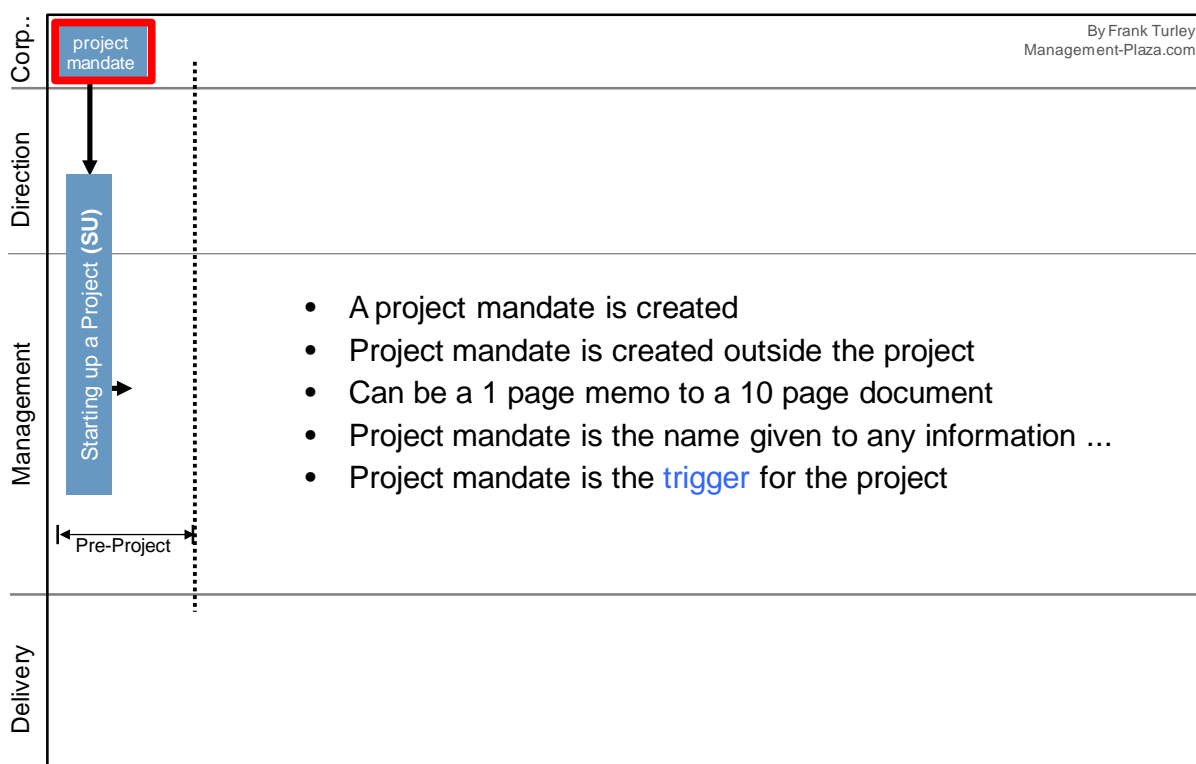 Corp..
project
mandate
By Frank Turley
Management-Plaza.com
Direction
Starting up a Project (SU)
Management
• A project mandate is created
• Project mandate is created outside the project
• Can be a 1 page memo to a 10 page document
• Project mandate is the name given to any information ...
• Project mandate is the trigger for the project
Pre-Project
Delivery